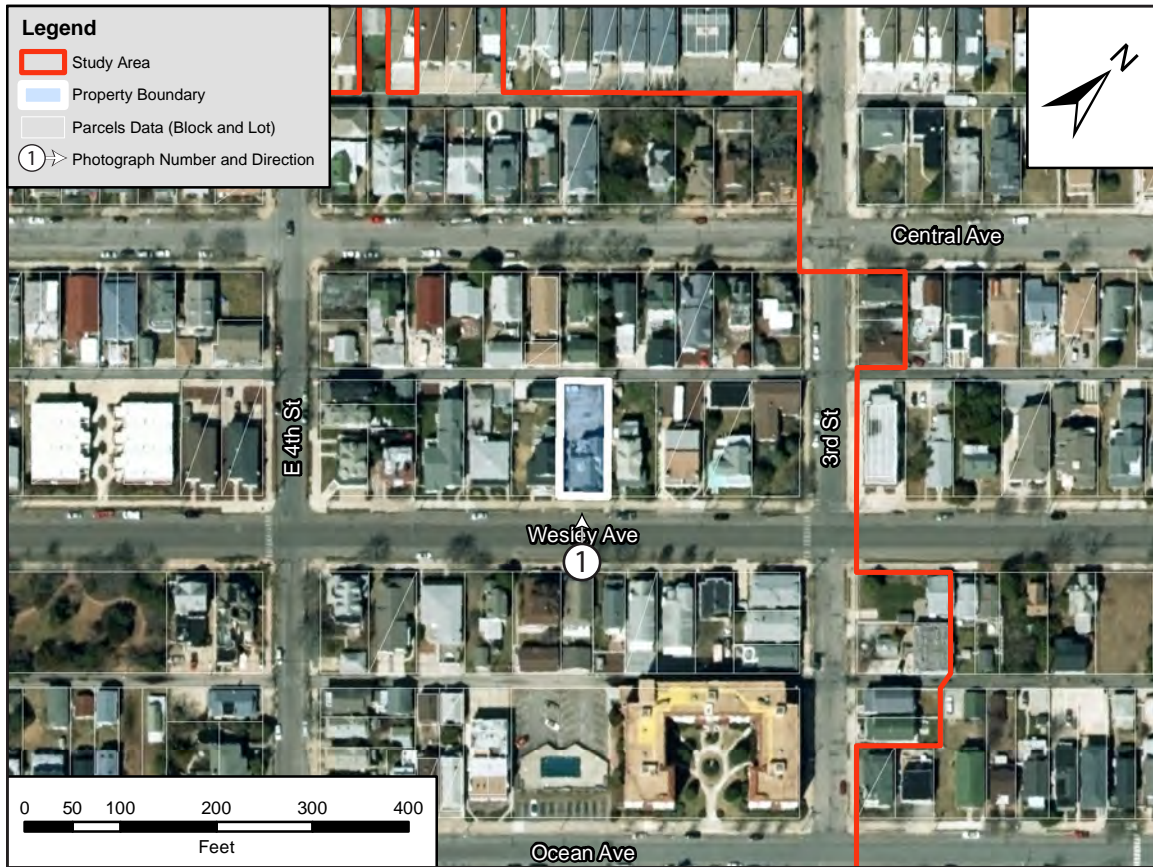 Legend
Study Area
Property Boundary
Parcels Data (Block and Lot)
1 Photograph Number and Direction
N
Central Ave
E 4th St
3rd St
Wesley Ave
1
0 50 100 200 300 400
Feet
Ocean Ave